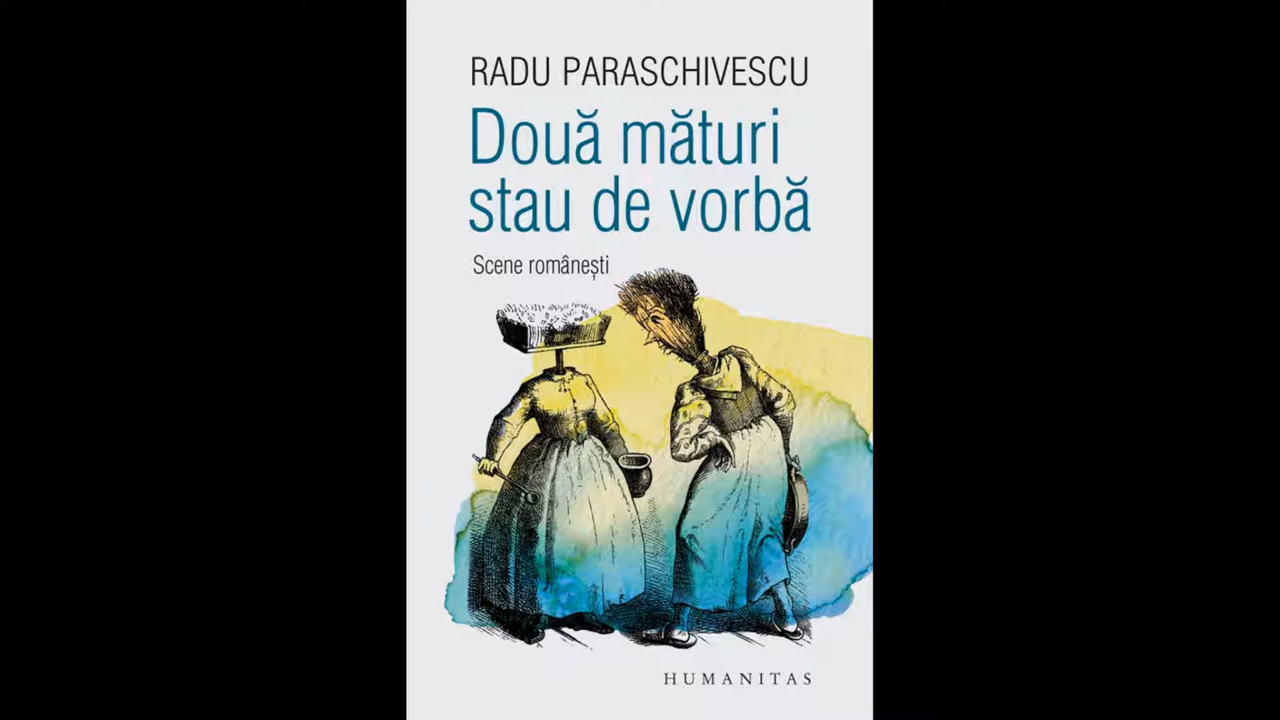 RADU PARASCHIVESCU
Două mături
stau de vorbă
Scene românești
HUMANITAS